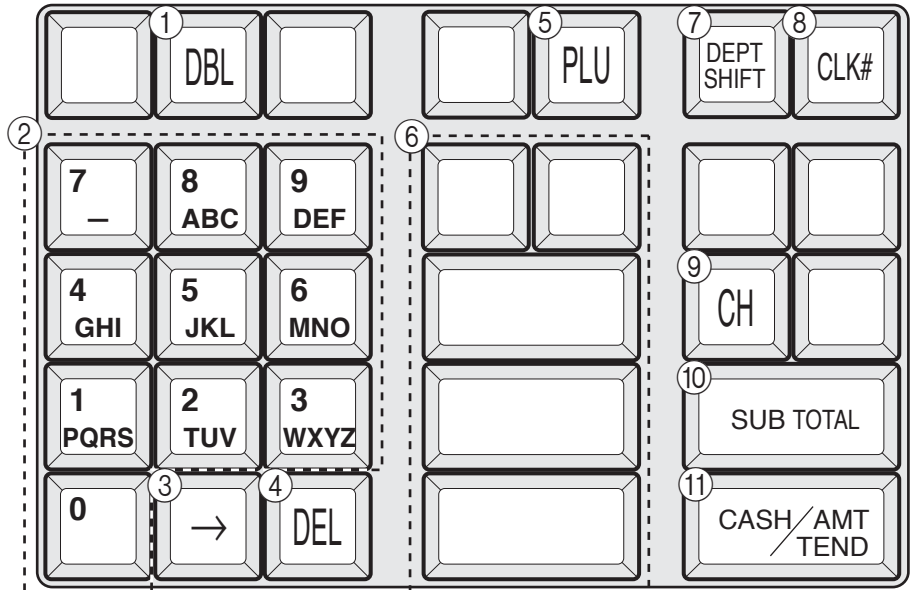 ① DBL ⑤ PLU ⑦ DEPT SHIFT ⑧ CLK#
② ⑥
7 – 8 ABC 9 DEF
4 GHI 5 JKL 6 MNO ⑨ CH
1 PQRS 2 TUV 3 WXYZ ⑩ SUB TOTAL
0 ③ → ④ DEL ⑪ CASH/AMT TEND